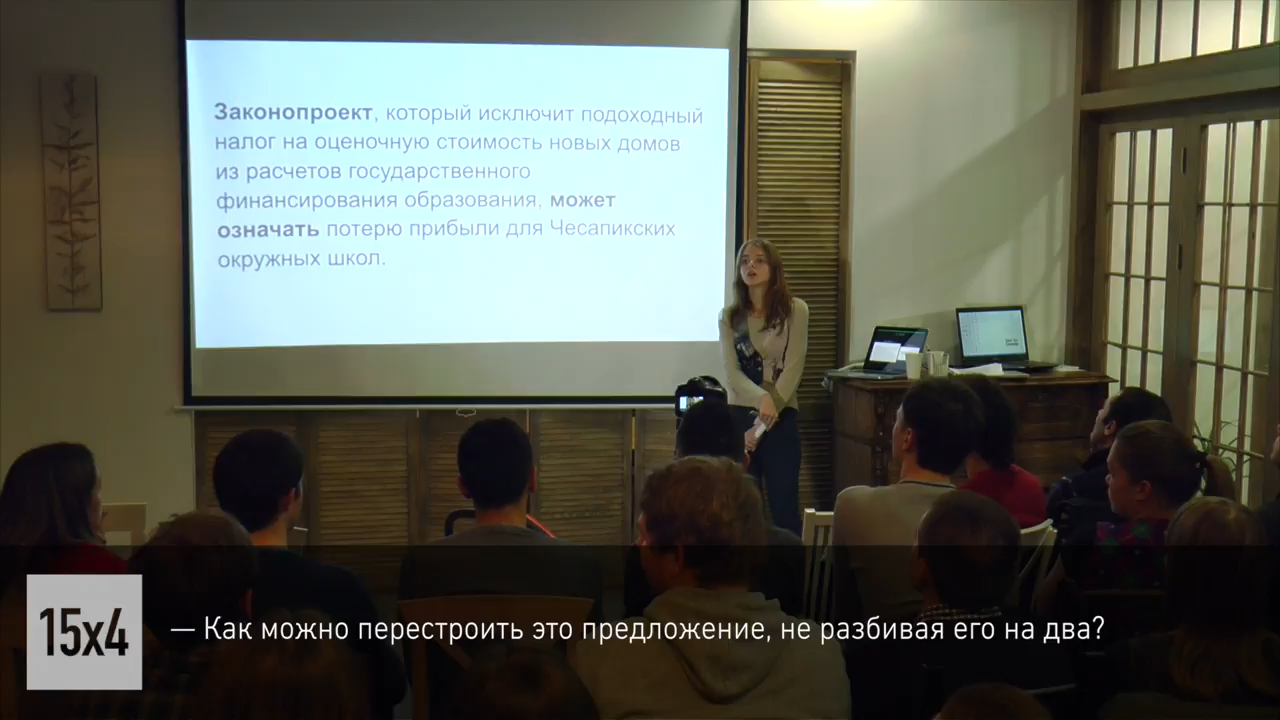 Законопроект, который исключит подоходный
налог на оценочную стоимость новых домов
из расчетов государственного
финансирования образования, может
означать потерю прибыли для Чесапикских
окружных школ.
15x4
— Как можно перестроить это предложение, не разбивая его на два?